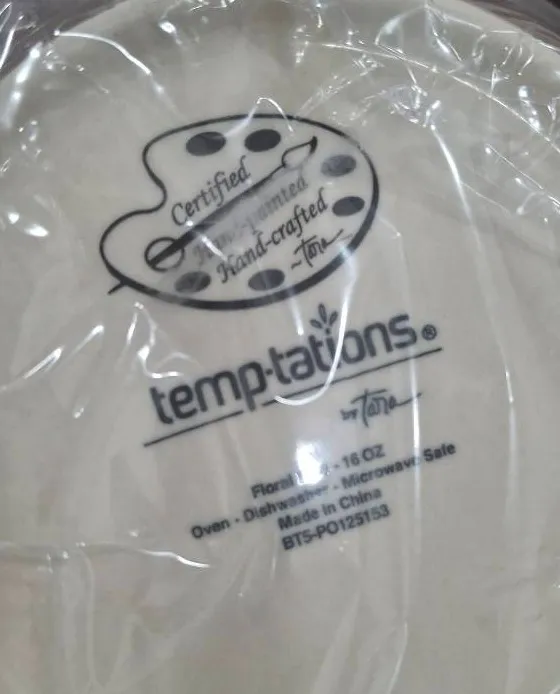 Certified
Hand-painted
Hand-crafted
~Tara
temp-tations®
by Tara
Floral - 16 OZ
Oven - Dishwasher - Microwave Safe
Made in China
BTS-PO125153